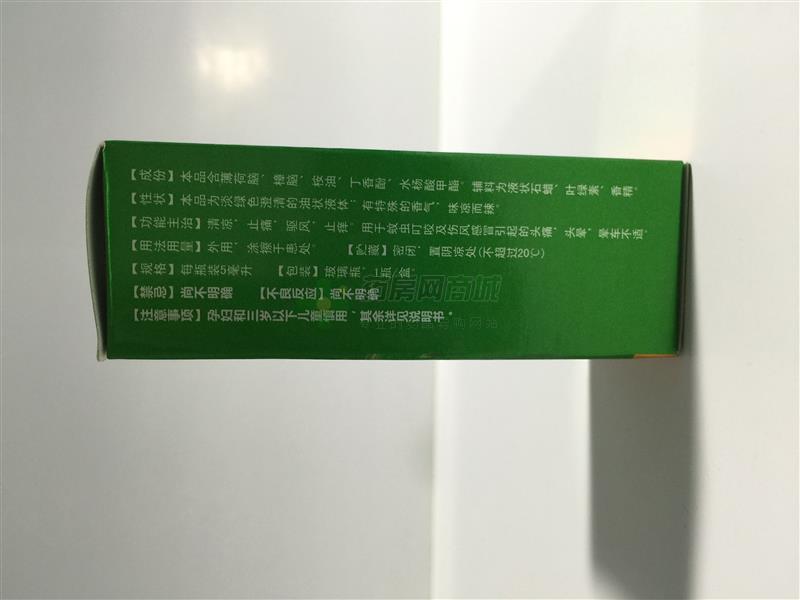 【成份】本品含薄荷脑、樟脑、桉油、丁香酚、水杨酸甲酯。辅料为液状石蜡、叶绿素、香精。
【性状】本品为淡绿色澄清的油状液体；有特殊的香气，味凉而辣。
【功能主治】清凉，止痛，驱风，止痒。用于蚊虫叮咬及伤风感冒引起的头痛，头晕，晕车不适。
【用法用量】外用，涂擦于患处。 【贮藏】密闭，置阴凉处(不超过20℃)
【规格】每瓶装5毫升 【包装】玻璃瓶，1瓶/盒。
【禁忌】尚不明确 【不良反应】尚不明确
【注意事项】孕妇和三岁以下儿童慎用，其余详见说明书。
药房网商城